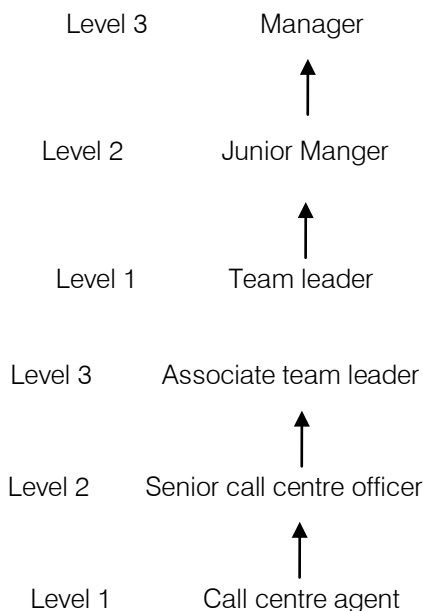 Level 3 Manager
Level 2 Junior Manger
Level 1 Team leader
Level 3 Associate team leader
Level 2 Senior call centre officer
Level 1 Call centre agent